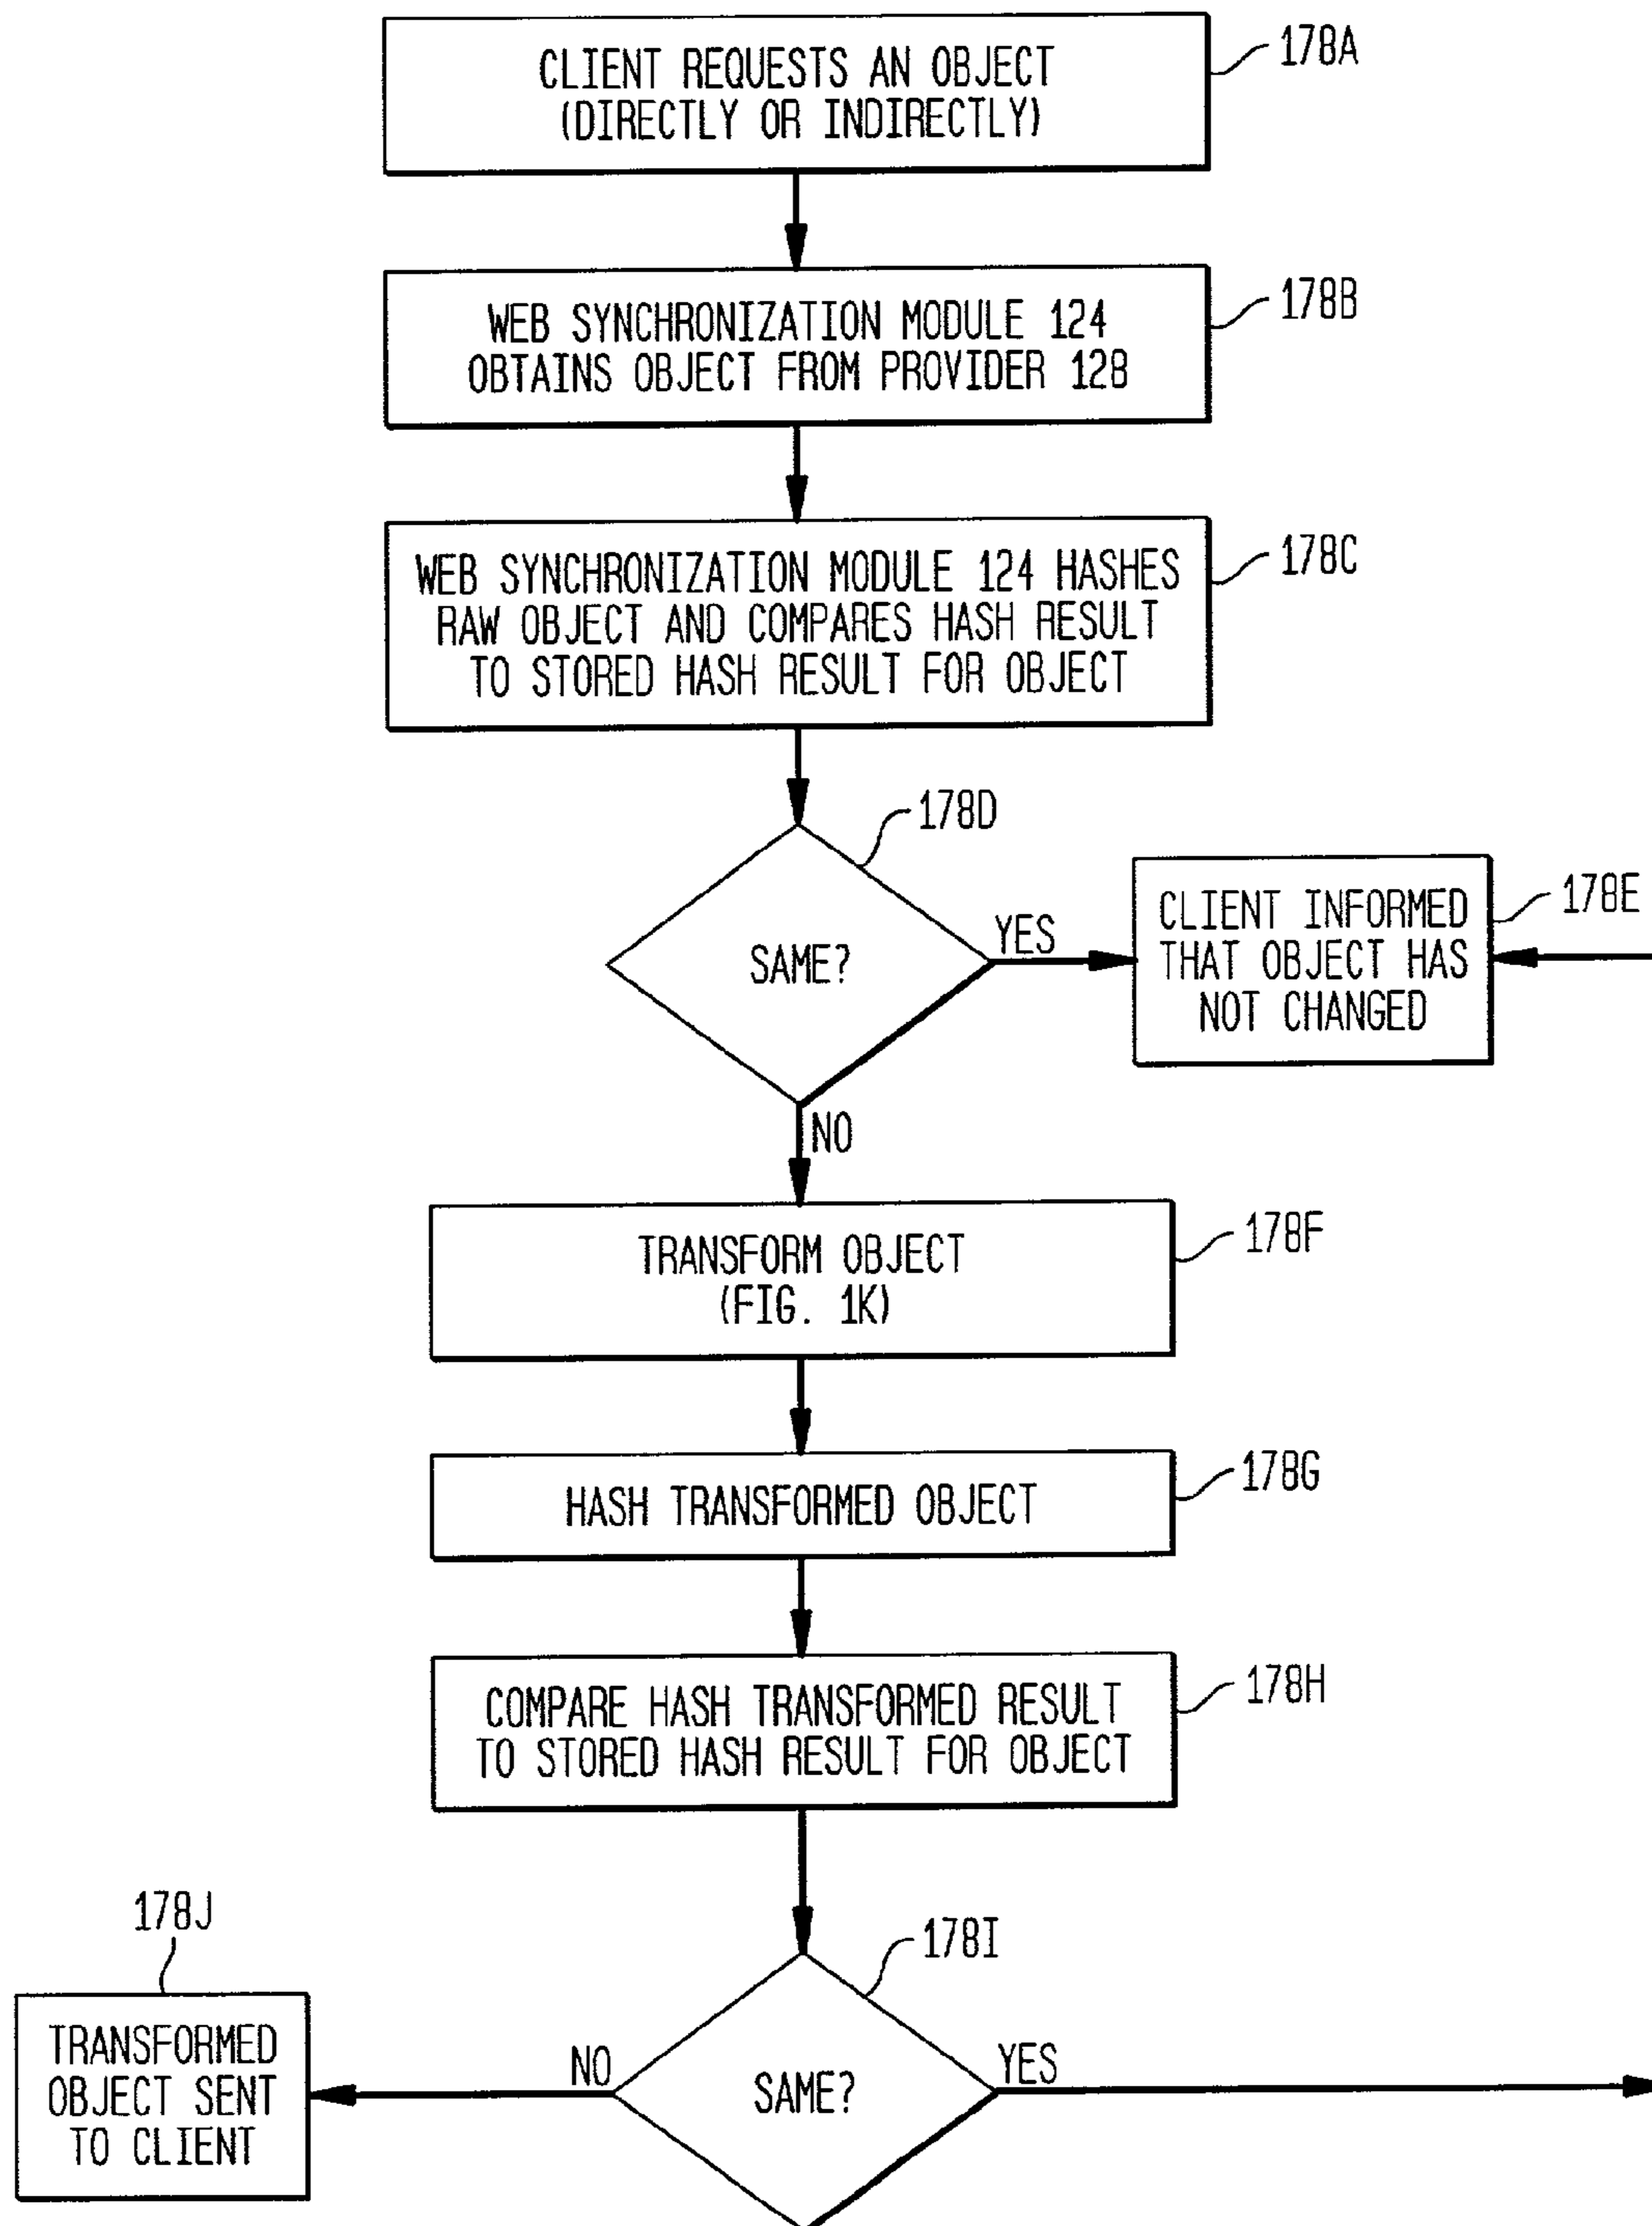 CLIENT REQUESTS AN OBJECT
(DIRECTLY OR INDIRECTLY)
178A
WEB SYNCHRONIZATION MODULE 124
OBTAINS OBJECT FROM PROVIDER 128
178B
WEB SYNCHRONIZATION MODULE 124 HASHES
RAW OBJECT AND COMPARES HASH RESULT
TO STORED HASH RESULT FOR OBJECT
178C
178D
SAME?
YES
CLIENT INFORMED
THAT OBJECT HAS
NOT CHANGED
178E
NO
TRANSFORM OBJECT
(FIG. 1K)
178F
HASH TRANSFORMED OBJECT
178G
COMPARE HASH TRANSFORMED RESULT
TO STORED HASH RESULT FOR OBJECT
178H
178I
SAME?
YES
NO
178J
TRANSFORMED
OBJECT SENT
TO CLIENT